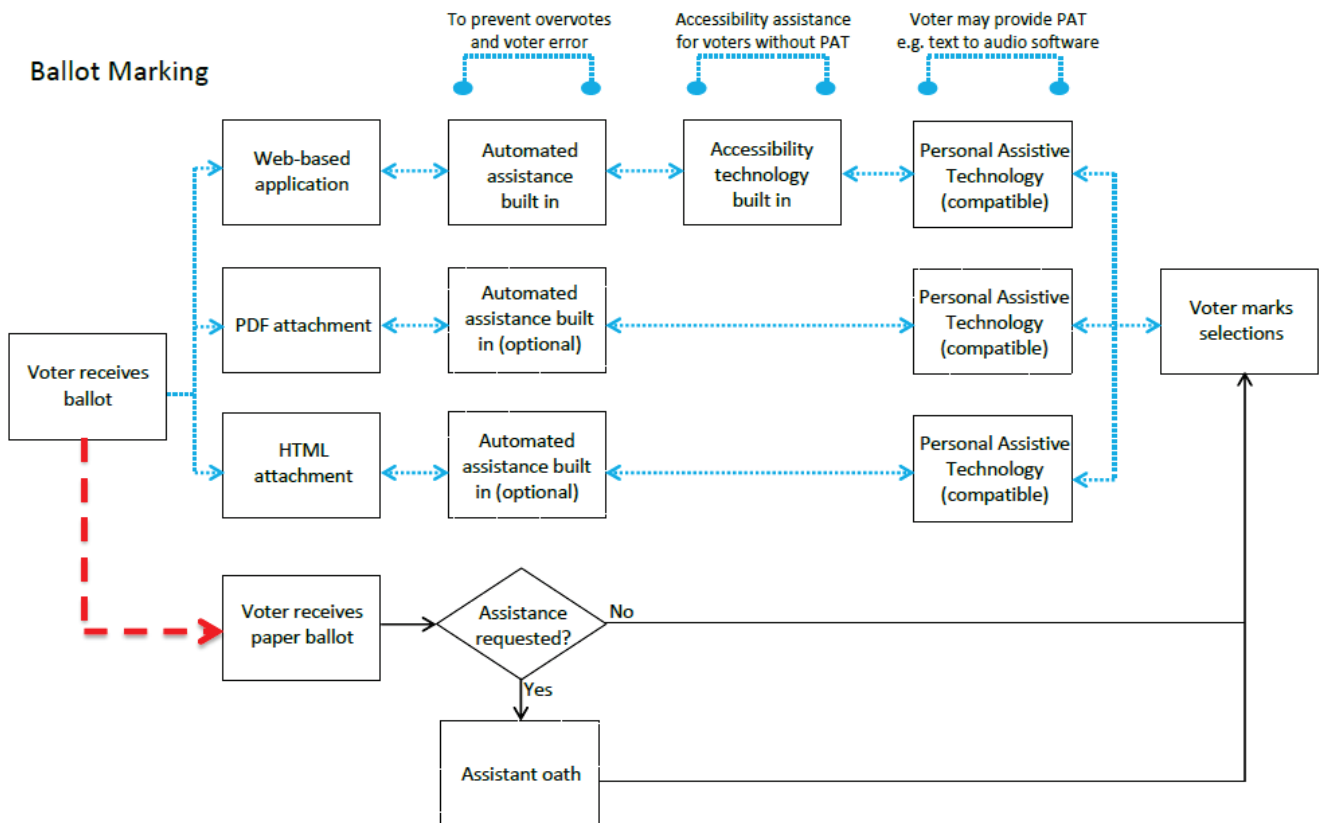 To prevent overvotes
and voter error
Accessibility assistance
for voters without PAT
Voter may provide PAT
e.g. text to audio software
Ballot Marking
Web-based
application
Automated
assistance
built in
Accessibility
technology
built in
Personal Assistive
Technology
(compatible)
PDF attachment
Automated
assistance built
in (optional)
Personal Assistive
Technology
(compatible)
Voter marks
selections
Voter receives
ballot
HTML
attachment
Automated
assistance built
in (optional)
Personal Assistive
Technology
(compatible)
Voter receives
paper ballot
Assistance
requested?
No
Yes
Assistant oath